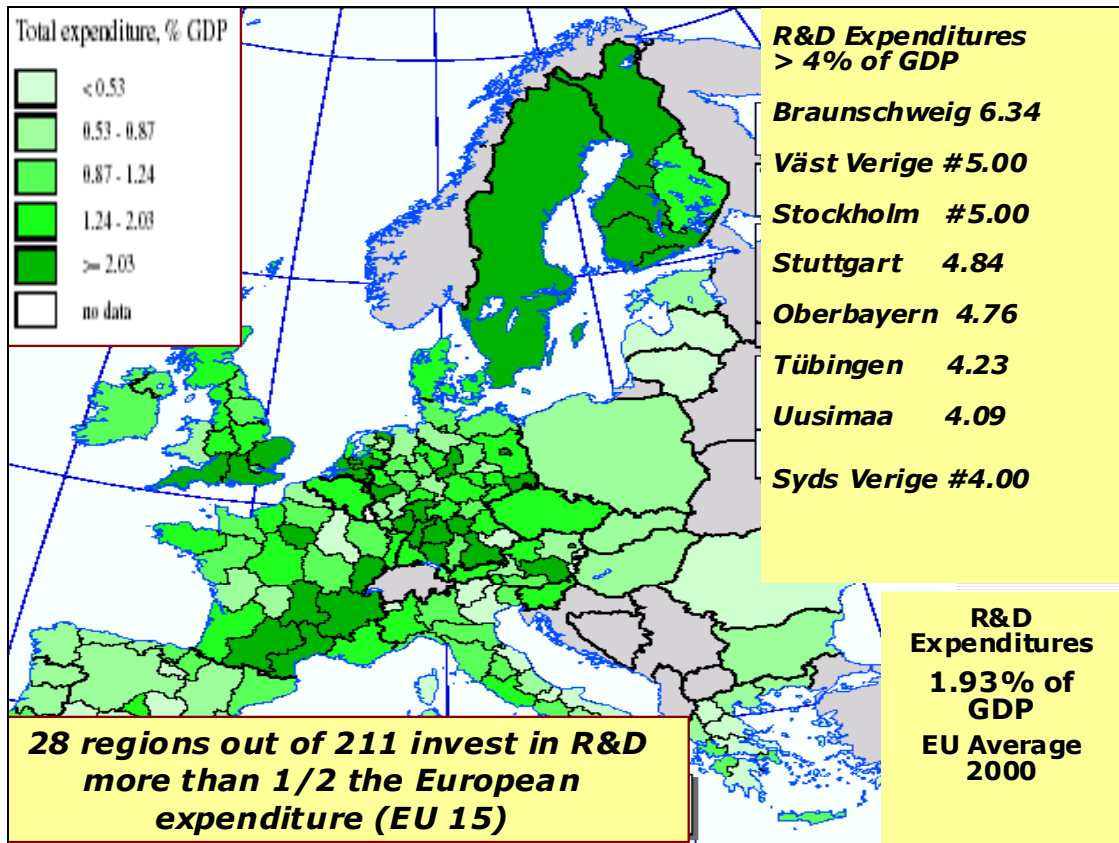 Total expenditure, % GDP
< 0.53
0.53 - 0.87
0.87 - 1.24
1.24 - 2.03
>= 2.03
no data
R&D Expenditures
> 4% of GDP
Braunschweig 6.34
Väst Verige #5.00
Stockholm #5.00
Stuttgart 4.84
Oberbayern 4.76
Tübingen 4.23
Uusimaa 4.09
Syds Verige #4.00
R&D
Expenditures
1.93% of
GDP
EU Average
2000
28 regions out of 211 invest in R&D
more than 1/2 the European
expenditure (EU 15)